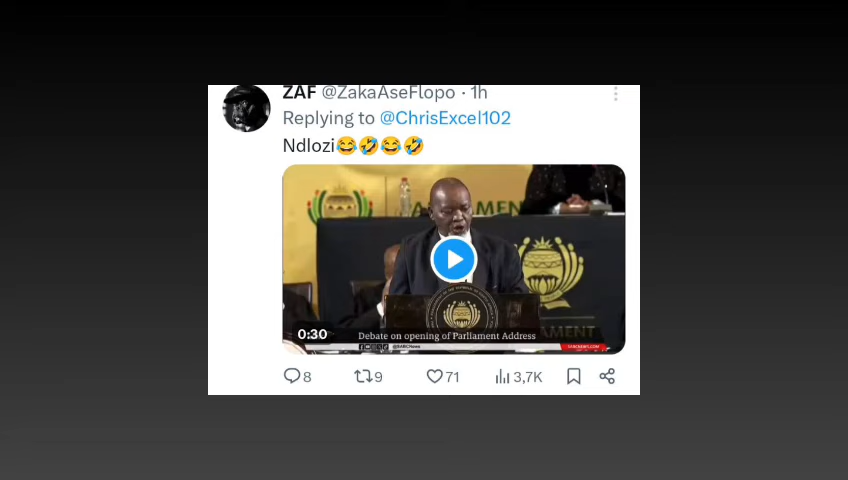 ZAF @ZakaAseFlopo · 1h
Replying to @ChrisExcel102
Ndlozi😂🤣😂🤣
0:30
Debate on opening of Parliament Address
@SABCNews
8 9 71 3,7K